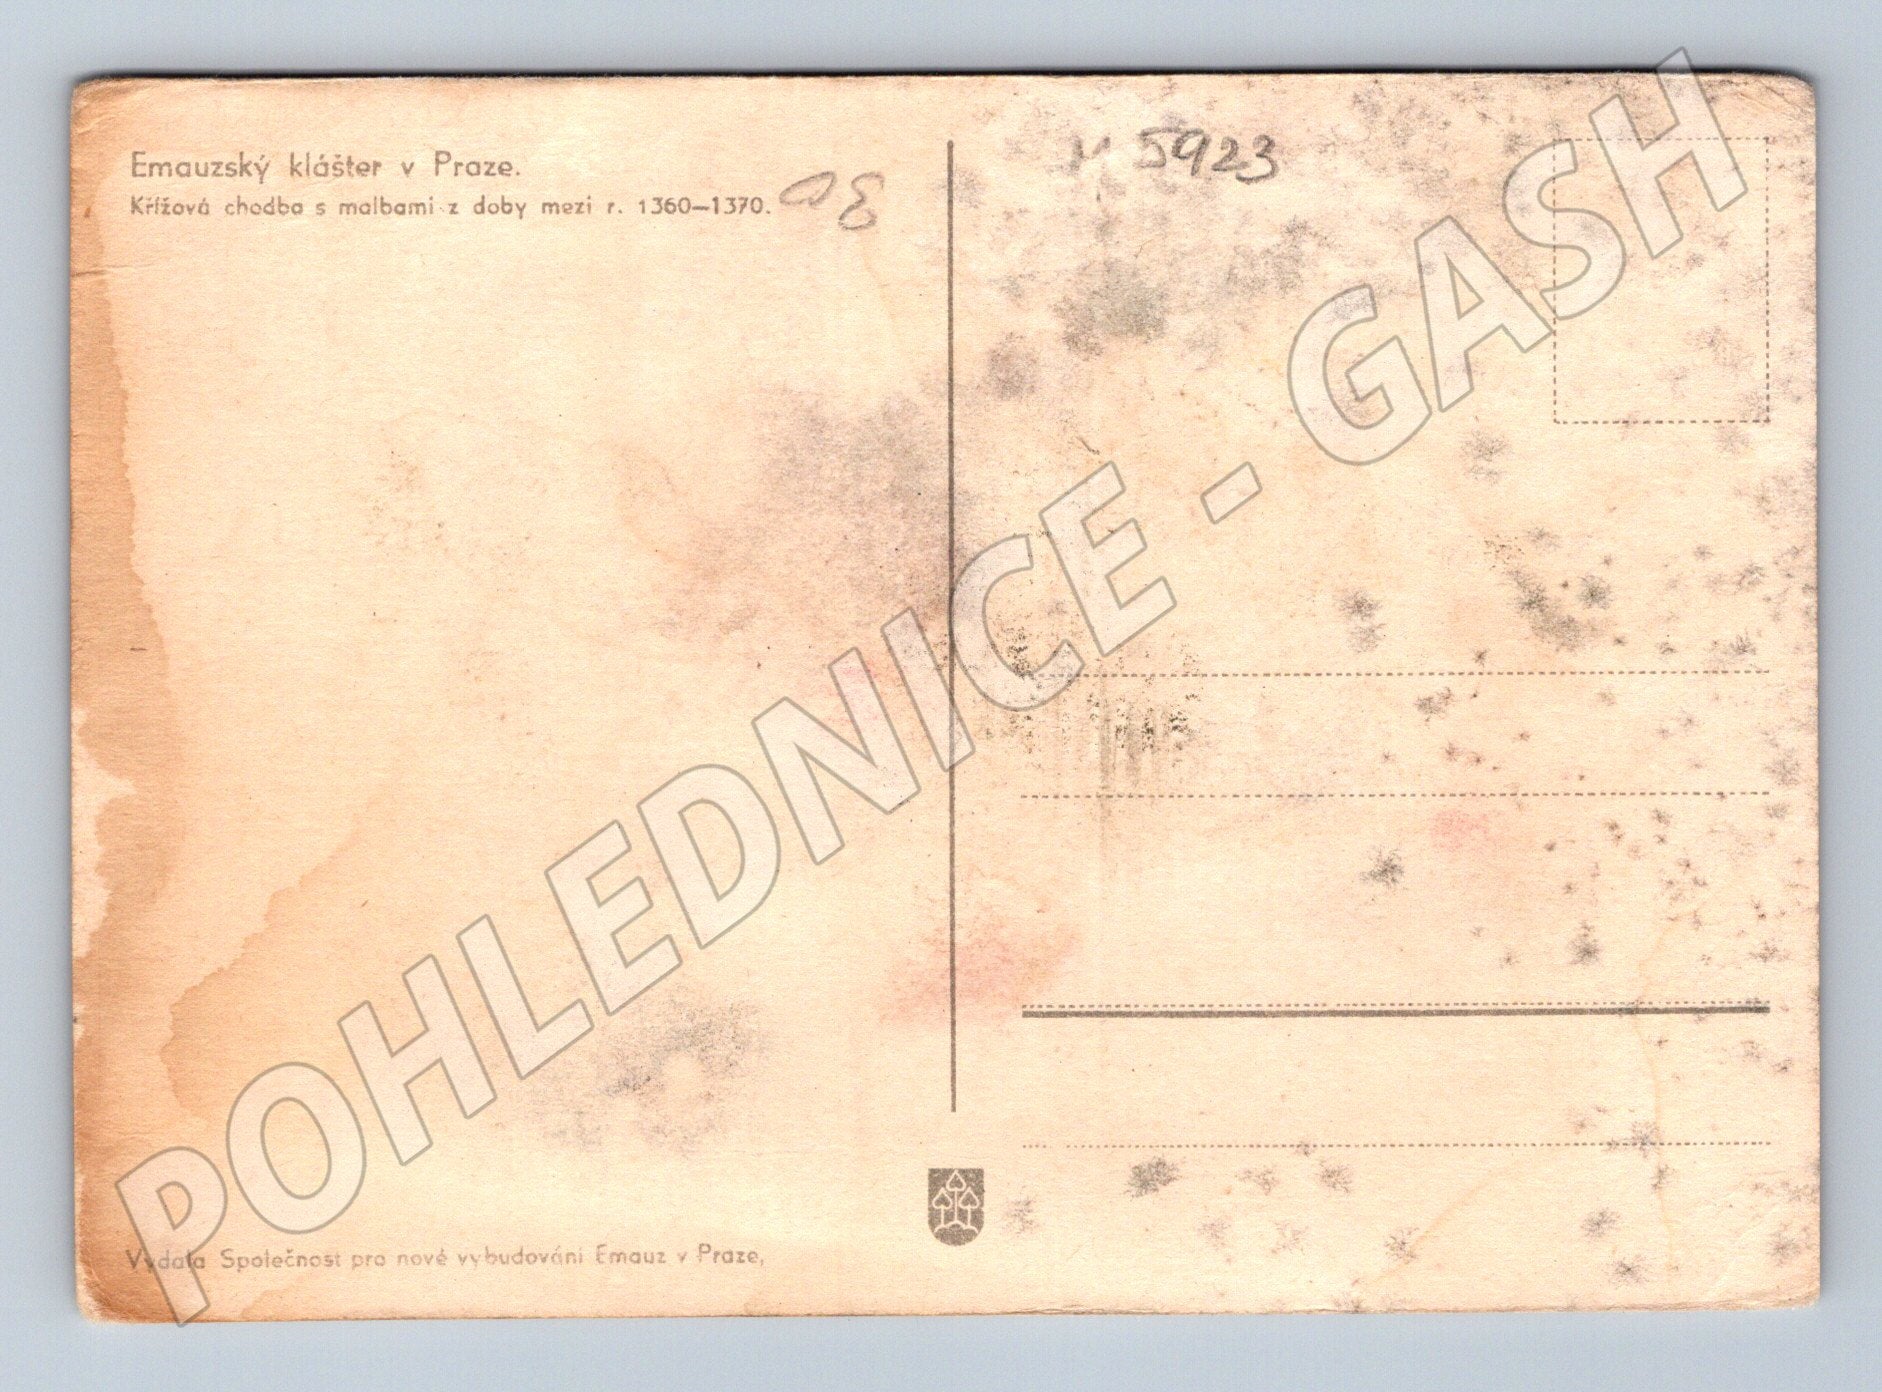 Emauzský klášter v Praze.
Křížová chodba s malbami z doby mezi r. 1360–1370.
5923
POHLEDNICE - GASH
Vydala Společnost pro nové vybudování Emauz v Praze,